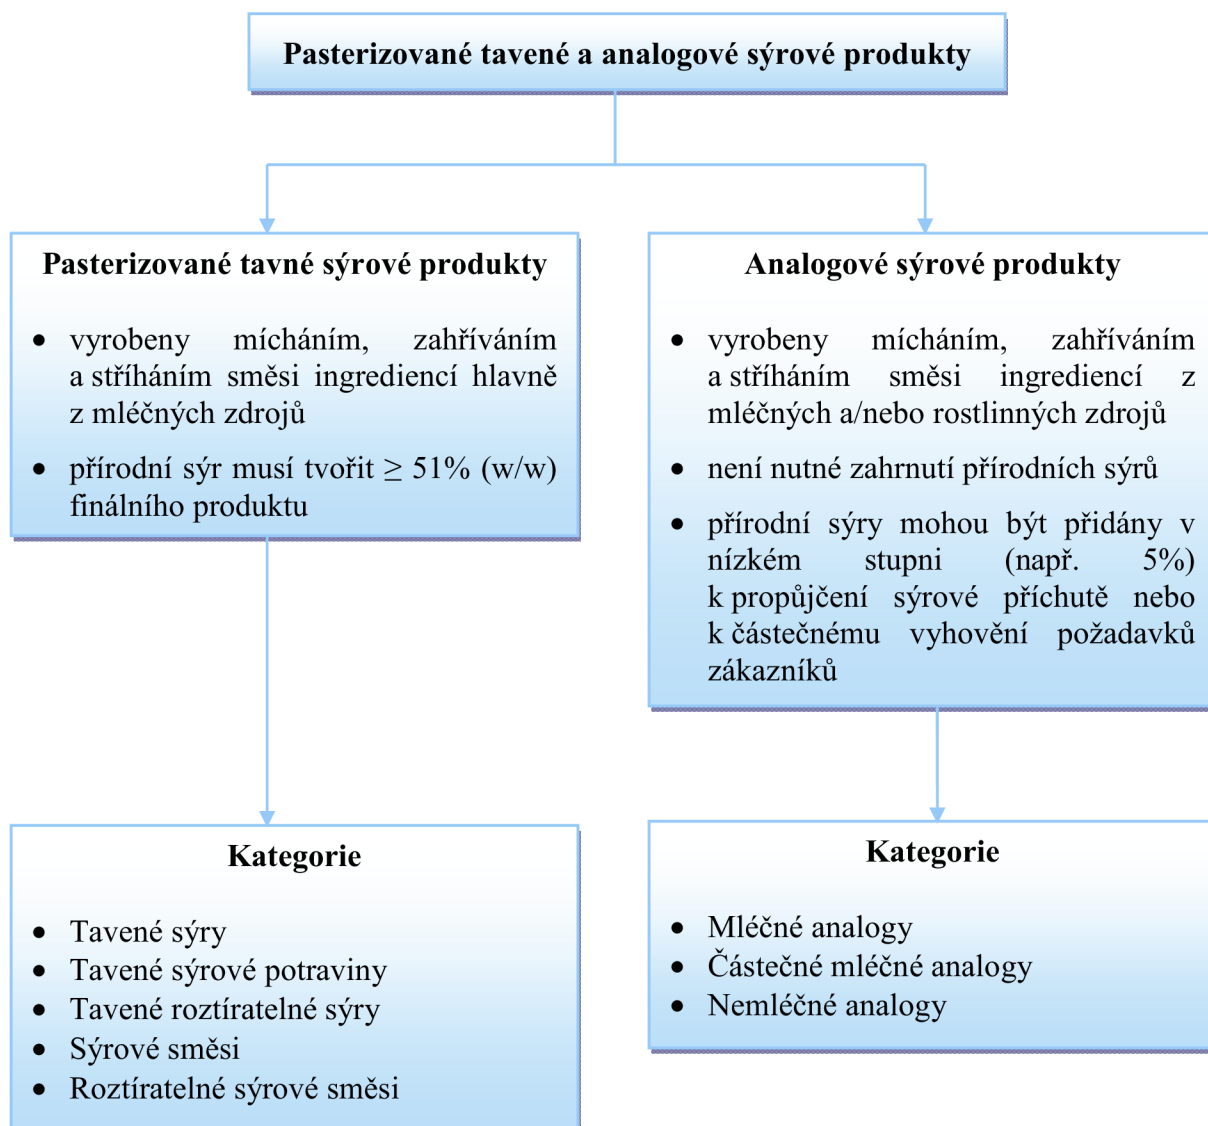 Pasterizované tavené a analogové sýrové produkty
Pasterizované tavné sýrové produkty
• vyrobeny mícháním, zahříváním
a stříháním směsi ingrediencí hlavně
z mléčných zdrojů
• přírodní sýr musí tvořit ≥ 51% (w/w)
finálního produktu
Analogové sýrové produkty
• vyrobeny mícháním, zahříváním
a stříháním směsi ingrediencí z
mléčných a/nebo rostlinných zdrojů
• není nutné zahrnutí přírodních sýrů
• přírodní sýry mohou být přidány v
nízkém stupni (např. 5%)
k propůjčení sýrové příchutě nebo
k částečnému vyhovění požadavků
zákazníků
Kategorie
• Tavené sýry
• Tavené sýrové potraviny
• Tavené roztíratelné sýry
• Sýrové směsi
• Roztíratelné sýrové směsi
Kategorie
• Mléčné analogy
• Částečné mléčné analogy
• Nemléčné analogy